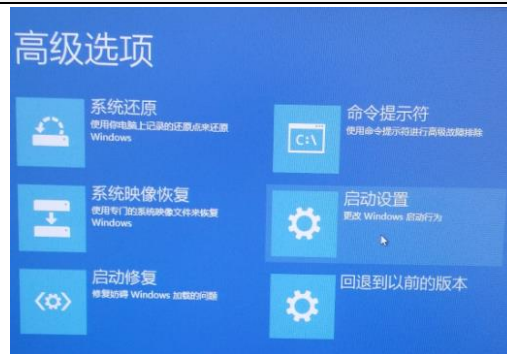 高级选项
系统还原
使用你电脑上记录的还原点来还原
Windows
命令提示符
使用命令提示符进行高级故障排除
C:\
系统映像恢复
使用专门的系统映像文件来恢复
Windows
启动设置
更改 Windows 启动行为
启动修复
修复妨碍 Windows 加载的问题
回退到以前的版本